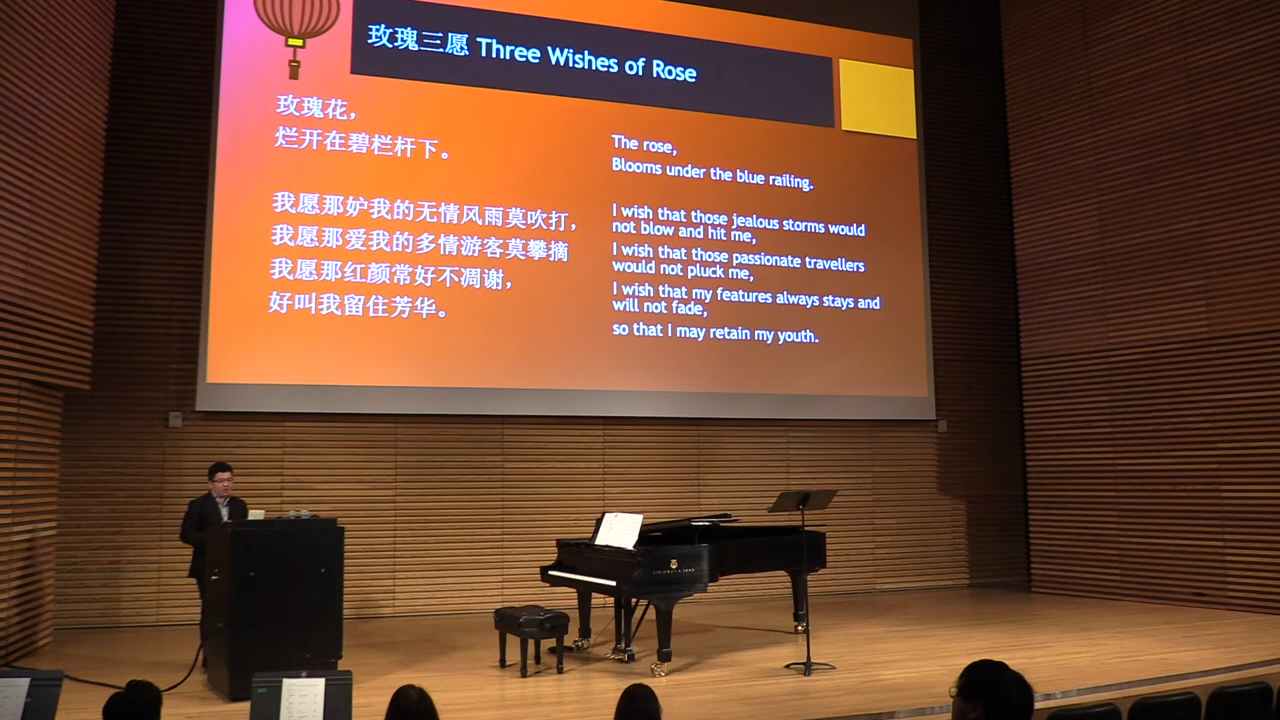 玫瑰三愿 Three Wishes of Rose
玫瑰花，
烂开在碧栏杆下。
我愿那妒我的无情风雨莫吹打，
我愿那爱我的多情游客莫攀摘
我愿那红颜常好不凋谢，
好叫我留住芳华。
The rose,
Blooms under the blue railing.
I wish that those jealous storms would
not blow and hit me,
I wish that those passionate travellers
would not pluck me,
I wish that my features always stays and
will not fade,
so that I may retain my youth.
STEINWAY & SONS